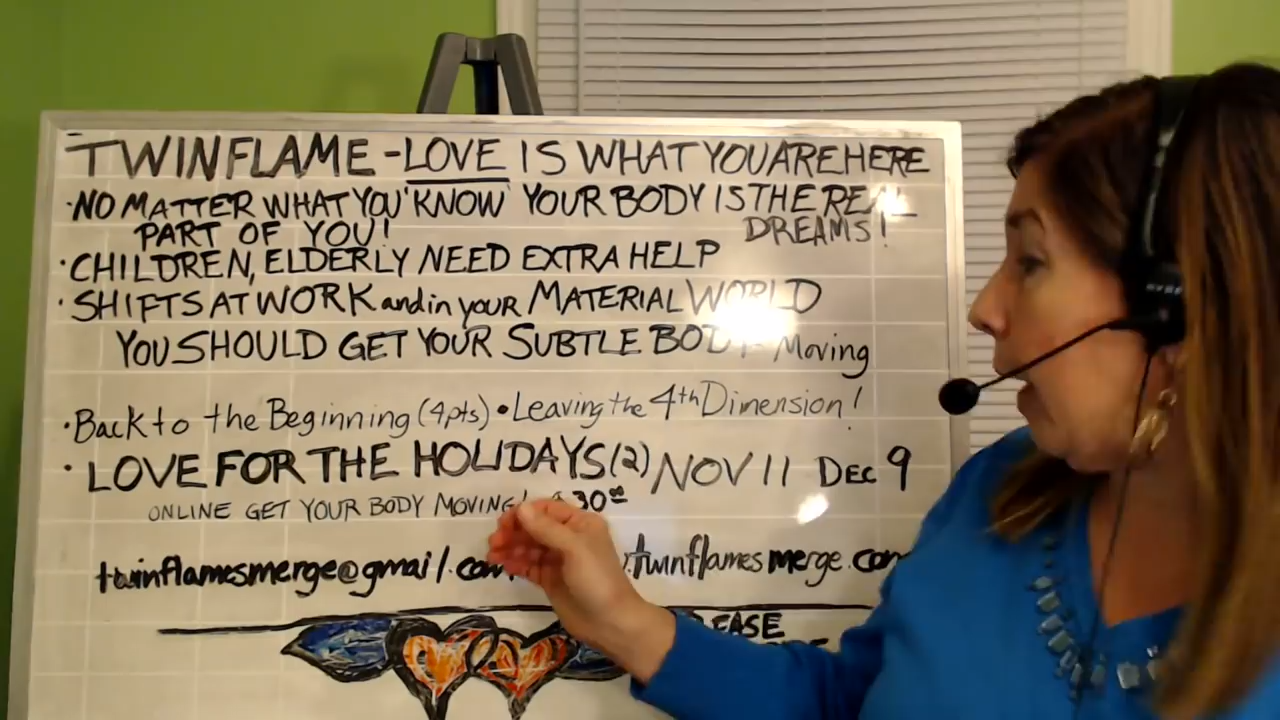 TWINFLAME - LOVE IS WHAT YOU ARE HERE
• NO MATTER WHAT YOU "KNOW" YOUR BODY IS THE REAL
PART OF YOU! DREAMS!
• CHILDREN, ELDERLY NEED EXTRA HELP
• SHIFTS AT WORK and in your MATERIAL WORLD
YOU SHOULD GET YOUR SUBTLE BODY Moving
• Back to the Beginning (4pts) • Leaving the 4th Dimension!
• LOVE FOR THE HOLIDAYS (2) NOV 11 DEC 9
ONLINE GET YOUR BODY MOVING! 30
twinflamesmerge@gmail.com .twinflamesmerge.com